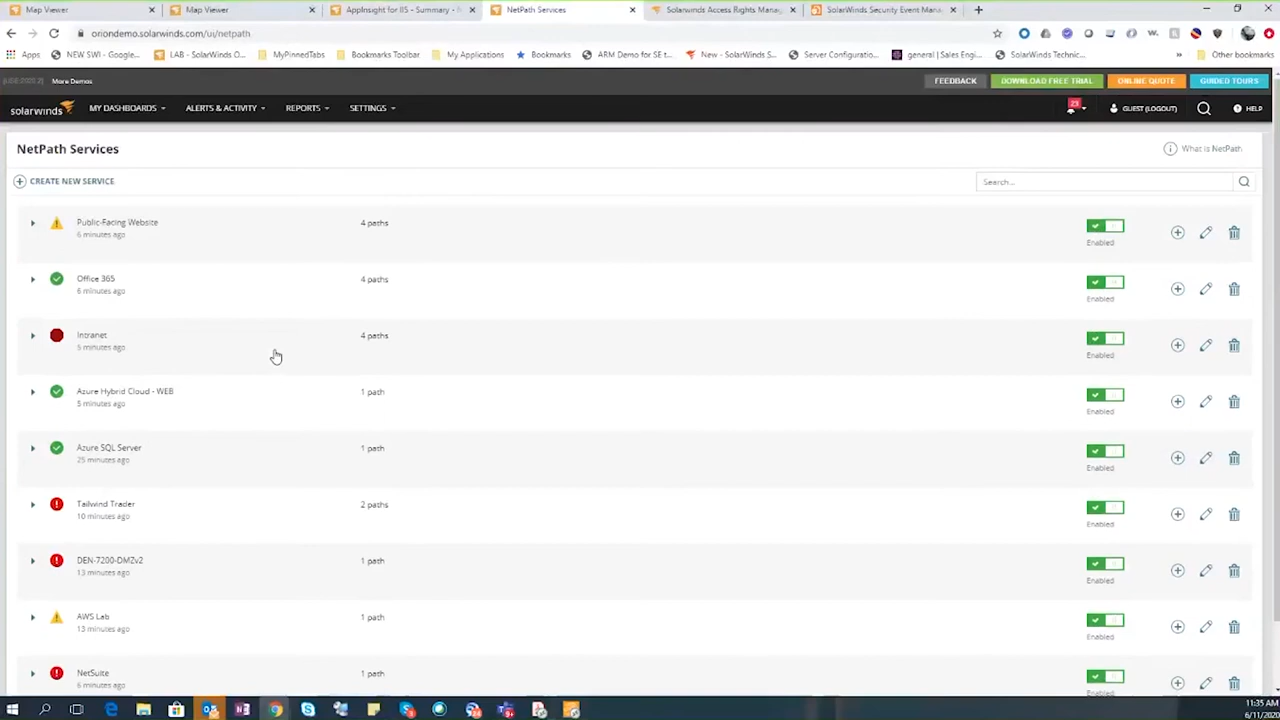 Map Viewer
Map Viewer
AppInsight for IIS - Summary -
NetPath Services
Solarwinds Access Rights Mana
SolarWinds Security Event Mana
oriondemo.solarwinds.com/ui/netpath
Apps
NEW SWI - Google...
LAB - SolarWinds O...
MyPinnedTabs
Bookmarks Toolbar
My Applications
Bookmarks
ARM Demo for SE t...
New - SolarWinds S...
Server Configuratio...
general | Sales Engi...
SolarWinds Technic...
Other bookmarks
More Demos
FEEDBACK
DOWNLOAD FREE TRIAL
ONLINE QUOTE
GUIDED TOURS
solarwinds
MY DASHBOARDS
ALERTS & ACTIVITY
REPORTS
SETTINGS
23
GUEST (LOGOUT)
HELP
NetPath Services
What is NetPath
CREATE NEW SERVICE
Search...
Public-Facing Website
6 minutes ago
4 paths
Enabled
Office 365
6 minutes ago
4 paths
Enabled
Intranet
5 minutes ago
4 paths
Enabled
Azure Hybrid Cloud - WEB
5 minutes ago
1 path
Enabled
Azure SQL Server
25 minutes ago
1 path
Enabled
Tailwind Trader
10 minutes ago
2 paths
Enabled
DEN-7200-DMZv2
13 minutes ago
1 path
Enabled
AWS Lab
13 minutes ago
1 path
Enabled
NetSuite
6 minutes ago
1 path
Enabled
11:35 AM
6/11/2020